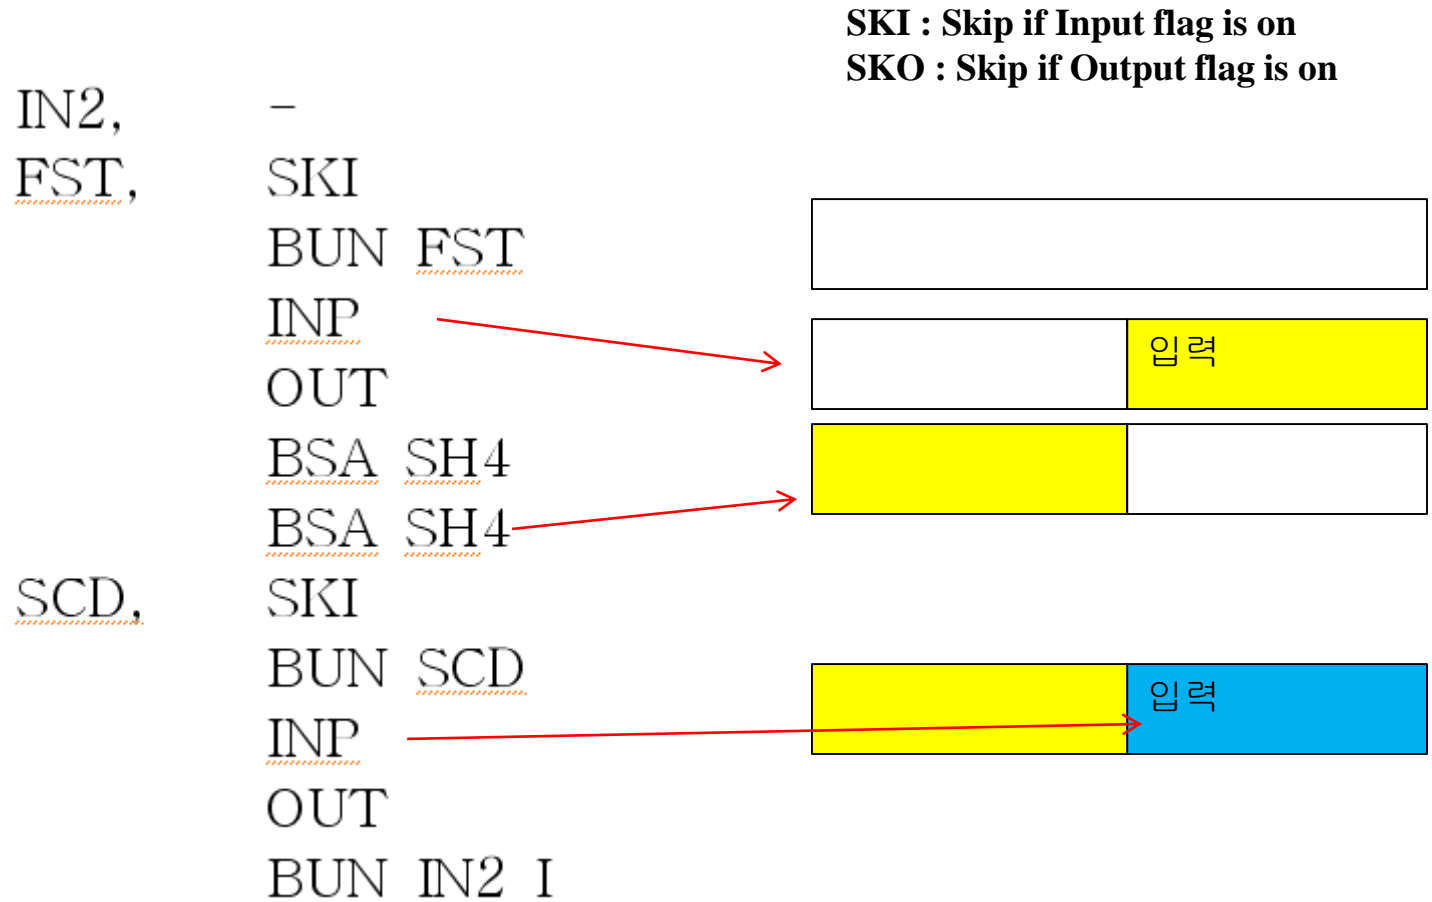 SKI : Skip if Input flag is on
SKO : Skip if Output flag is on
IN2, –
FST, SKI
BUN FST
INP
입력
OUT
BSA SH4
BSA SH4
SCD, SKI
BUN SCD
입력
INP
OUT
BUN IN2 I